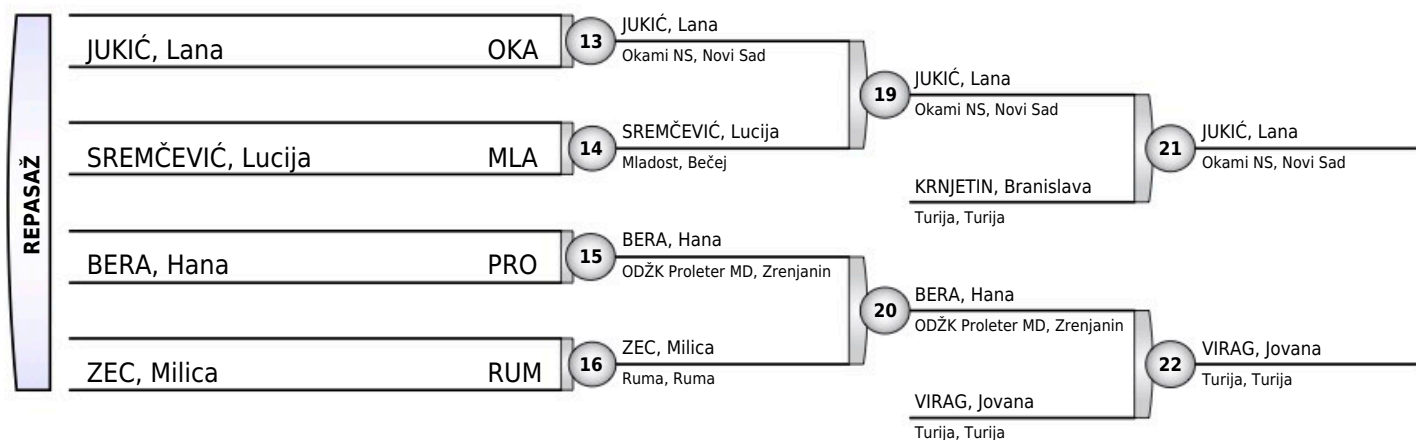 REPASAŽ
JUKIĆ, Lana OKA
SREMČEVIĆ, Lucija MLA
BERA, Hana PRO
ZEC, Milica RUM
13
JUKIĆ, Lana
Okami NS, Novi Sad
14
SREMČEVIĆ, Lucija
Mladost, Bečej
15
BERA, Hana
ODŽK Proleter MD, Zrenjanin
16
ZEC, Milica
Ruma, Ruma
19
JUKIĆ, Lana
Okami NS, Novi Sad
KRNJETIN, Branislava
Turija, Turija
20
BERA, Hana
ODŽK Proleter MD, Zrenjanin
VIRAG, Jovana
Turija, Turija
21
JUKIĆ, Lana
Okami NS, Novi Sad
22
VIRAG, Jovana
Turija, Turija